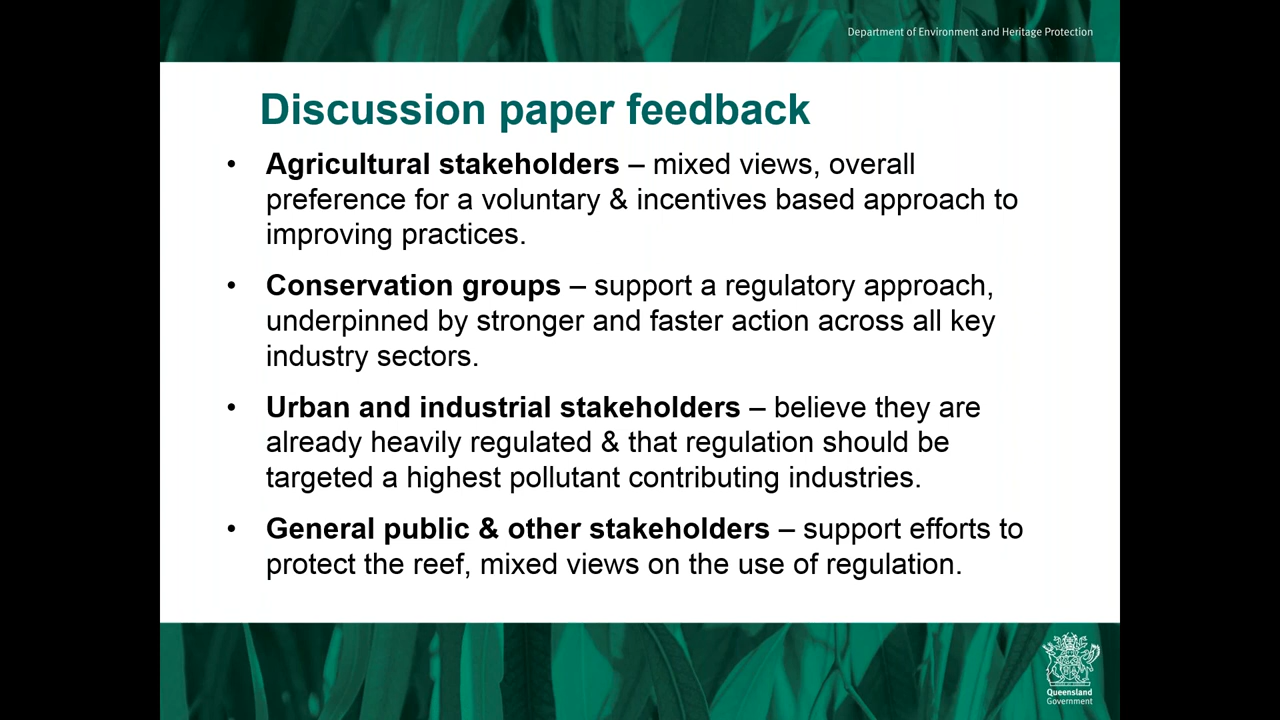 Department of Environment and Heritage Protection
Discussion paper feedback
• Agricultural stakeholders – mixed views, overall
preference for a voluntary & incentives based approach to
improving practices.
• Conservation groups – support a regulatory approach,
underpinned by stronger and faster action across all key
industry sectors.
• Urban and industrial stakeholders – believe they are
already heavily regulated & that regulation should be
targeted a highest pollutant contributing industries.
• General public & other stakeholders – support efforts to
protect the reef, mixed views on the use of regulation.
Queensland
Government